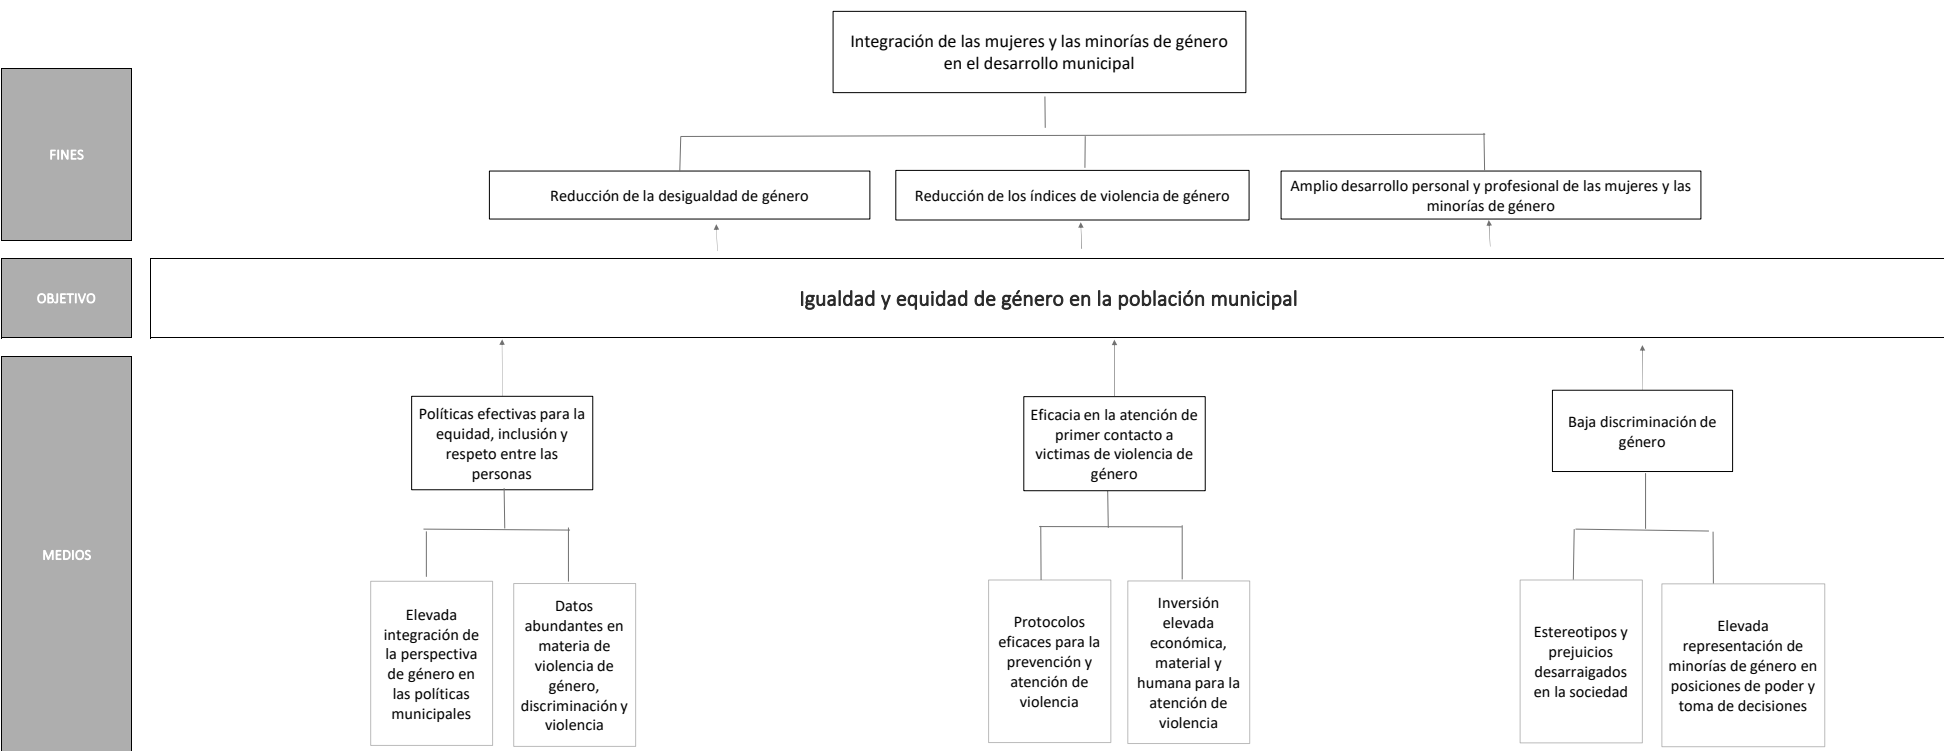 Integración de las mujeres y las minorías de género
en el desarrollo municipal
FINES
Reducción de la desigualdad de género
Reducción de los índices de violencia de género
Amplio desarrollo personal y profesional de las mujeres y las
minorías de género
OBJETIVO
Igualdad y equidad de género en la población municipal
MEDIOS
Políticas efectivas para la
equidad, inclusión y
respeto entre las
personas
Eficacia en la atención de
primer contacto a
victimas de violencia de
género
Baja discriminación de
género
Elevada
integración de
la perspectiva
de género en
las políticas
municipales
Datos
abundantes en
materia de
violencia de
género,
discriminación y
violencia
Protocolos
eficaces para la
prevención y
atención de
violencia
Inversión
elevada
económica,
material y
humana para la
atención de
violencia
Estereotipos y
prejuicios
desarraigados
en la sociedad
Elevada
representación de
minorías de género en
posiciones de poder y
toma de decisiones